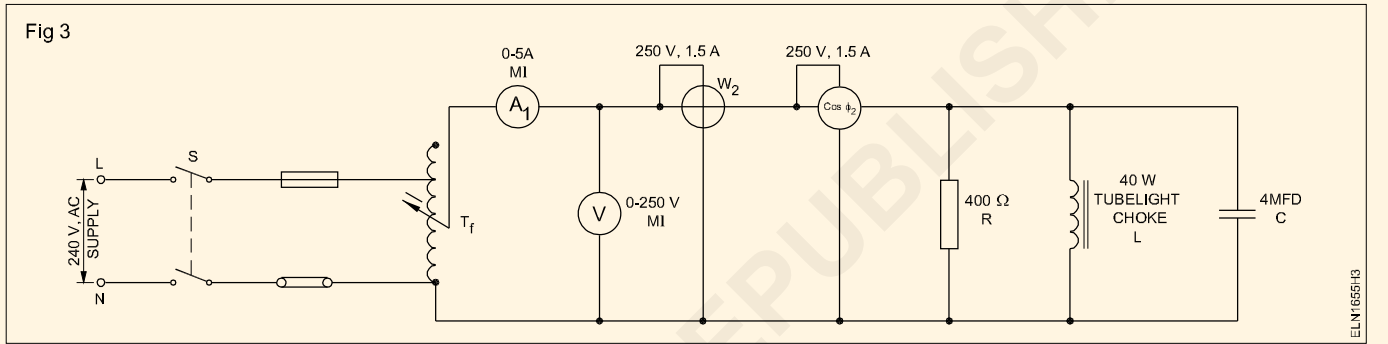 Fig 3
0-5A
MI
A1
250 V, 1.5 A
W2
250 V, 1.5 A
Cos ϕ2
L
S
240 V, AC
SUPPLY
N
Tf
V
0-250 V
MI
400 Ω
R
40 W
TUBELIGHT
CHOKE
L
4MFD
C
ELN1655H3
EPUBLISH